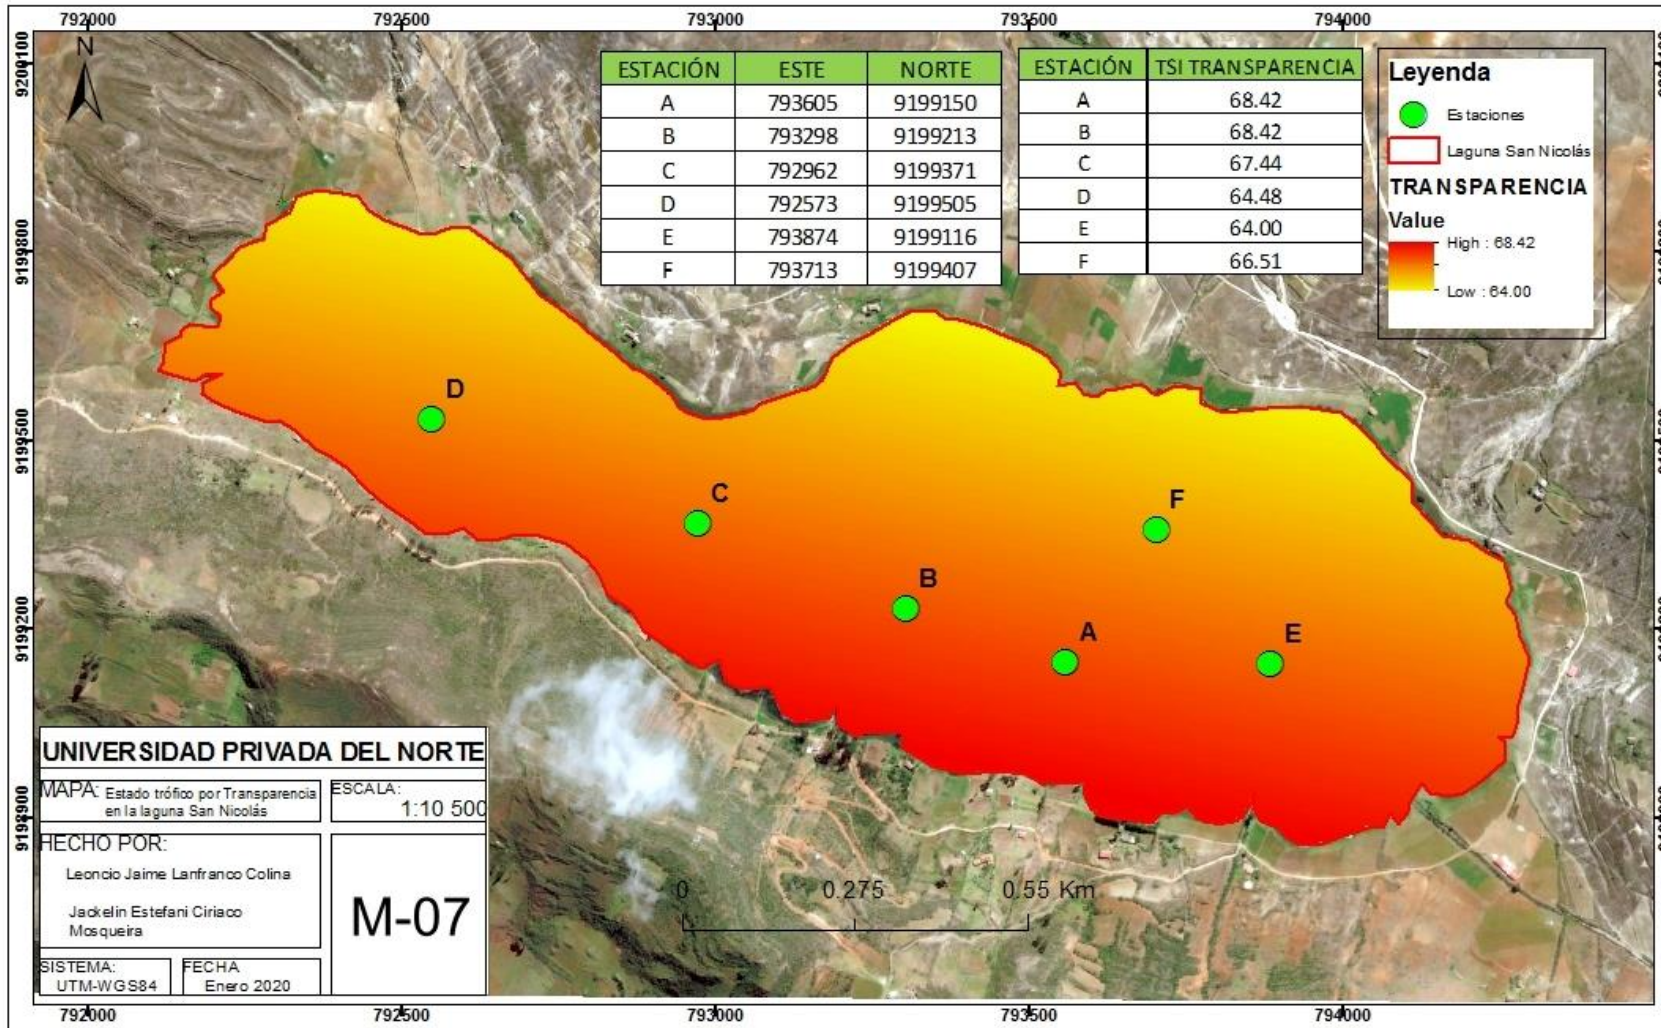 792000 792500 793000 793500 794000
N
9200100
9199800
9199500
9199200
9198900
ESTACIÓN ESTE NORTE
A 793605 9199150
B 793298 9199213
C 792962 9199371
D 792573 9199505
E 793874 9199116
F 793713 9199407
ESTACIÓN TSI TRANSPARENCIA
A 68.42
B 68.42
C 67.44
D 64.48
E 64.00
F 66.51
Leyenda
Estaciones
Laguna San Nicolás
TRANSPARENCIA
Value
High : 68.42
Low : 64.00
D
C
F
B
A
E
UNIVERSIDAD PRIVADA DEL NORTE
MAPA: Estado trófico por Transparencia
en la laguna San Nicolás
ESCALA:
1:10 500
HECHO POR:
Leoncio Jaime Lanfranco Colina
Jackelin Estefani Ciriaco
Mosqueira
M-07
SISTEMA:
UTM-WGS84
FECHA
Enero 2020
0 0.275 0.55 Km
792000 792500 793000 793500 794000